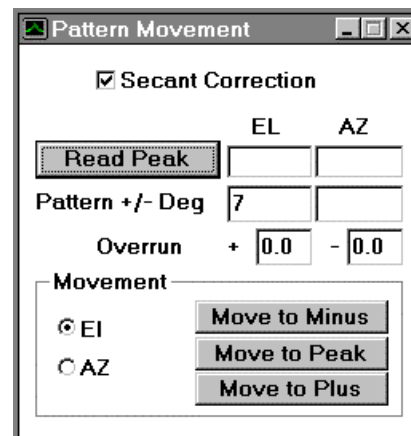 Pattern Movement
Secant Correction
EL AZ
Read Peak
Pattern +/- Deg 7
Overrun + 0.0 - 0.0
Movement
El Move to Minus
Move to Peak
AZ Move to Plus